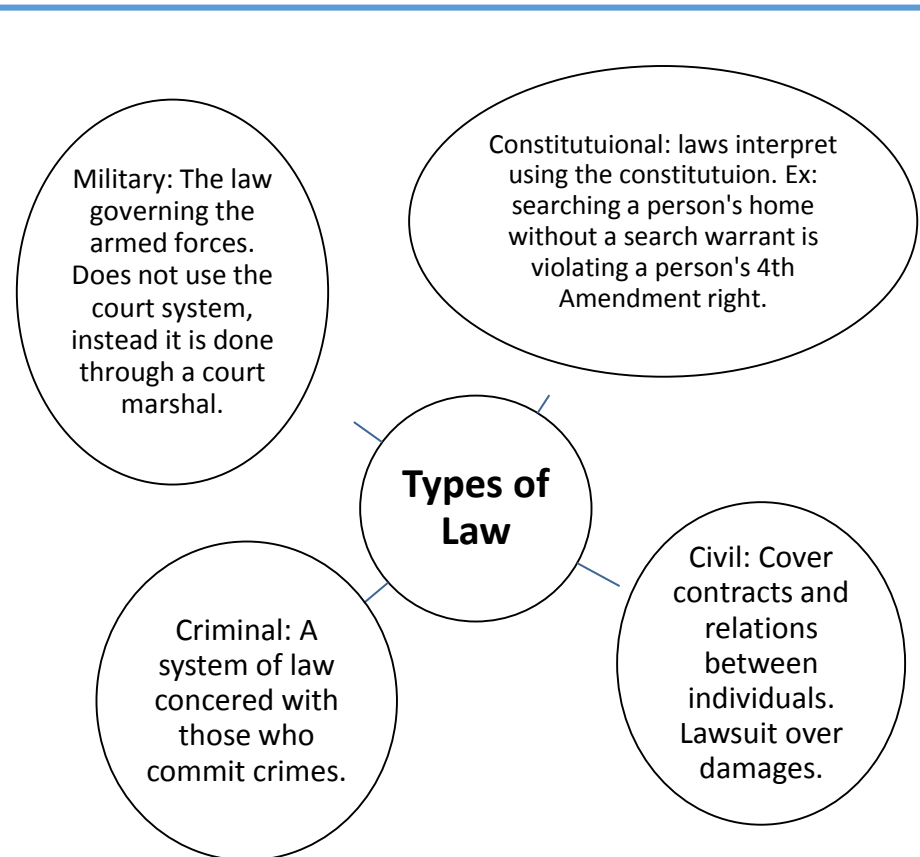 Military: The law
governing the
armed forces.
Does not use the
court system,
instead it is done
through a court
marshal.
Constitutuional: laws interpret
using the constitutuion. Ex:
searching a person's home
without a search warrant is
violating a person's 4th
Amendment right.
Types of
Law
Criminal: A
system of law
concered with
those who
commit crimes.
Civil: Cover
contracts and
relations
between
individuals.
Lawsuit over
damages.